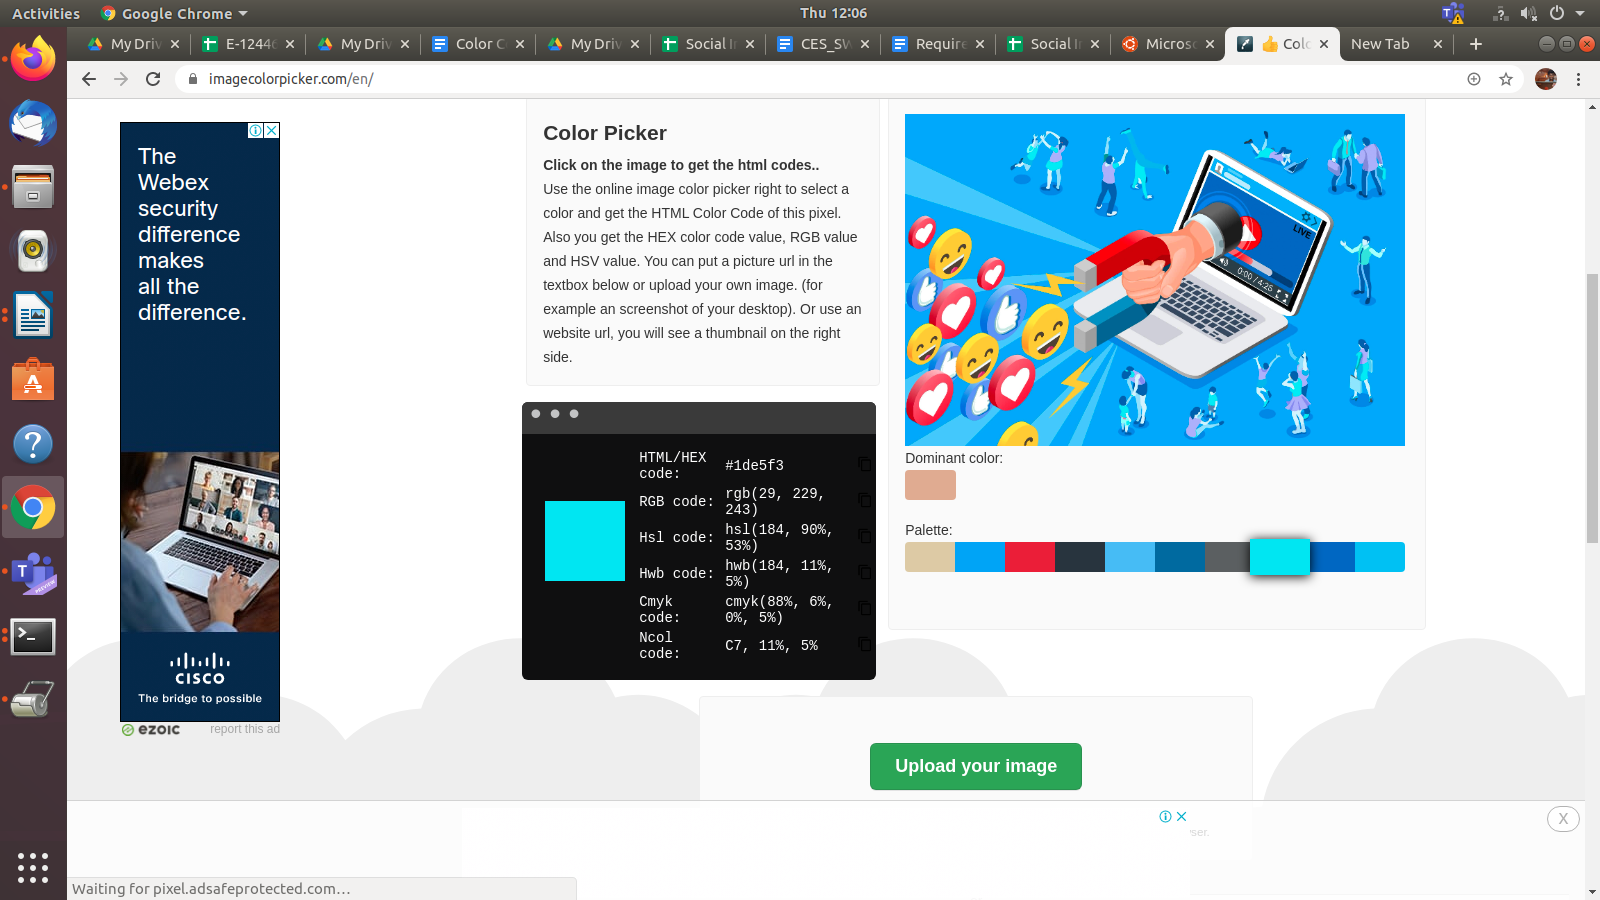 Activities
Google Chrome
Thu 12:06
My Driv
E-1244
My Driv
Color C
My Driv
Social I
CES_SW
Require
Social I
Micros
Colo
New Tab
imagecolorpicker.com/en/
The
Webex
security
difference
makes
all the
difference.
CISCO
The bridge to possible
ezoic
report this ad
Color Picker
Click on the image to get the html codes..
Use the online image color picker right to select a
color and get the HTML Color Code of this pixel.
Also you get the HEX color code value, RGB value
and HSV value. You can put a picture url in the
textbox below or upload your own image. (for
example an screenshot of your desktop). Or use an
website url, you will see a thumbnail on the right
side.
HTML/HEX code: #1de5f3
RGB code: rgb(29, 229, 243)
Hsl code: hsl(184, 90%, 53%)
Hwb code: hwb(184, 11%, 5%)
Cmyk code: cmyk(88%, 6%, 0%, 5%)
Ncol code: C7, 11%, 5%
LIVE
0:00 / 4:25
Dominant color:
Palette:
Upload your image
ser.
X
Waiting for pixel.adsafeprotected.com…